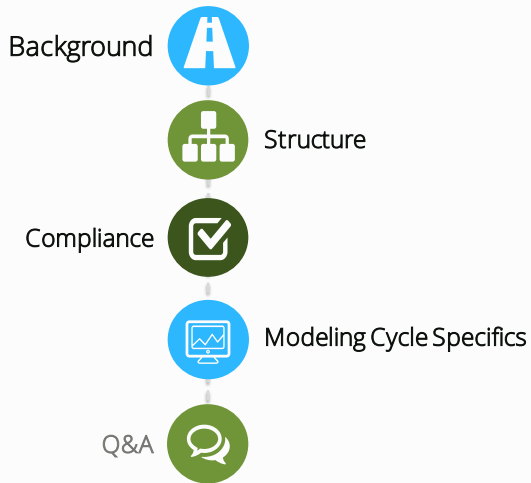 Background
Structure
Compliance
Modeling Cycle Specifics
Q&A